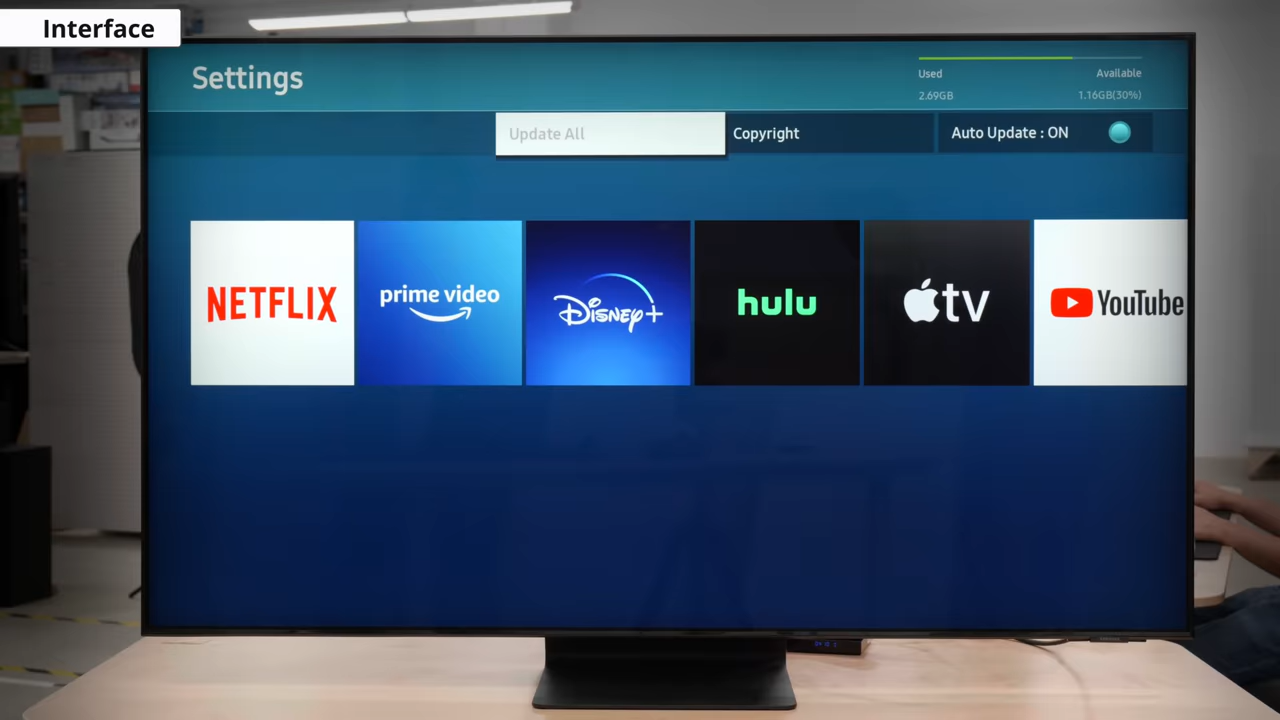 Interface
Settings
Used
Available
2.69GB
1.16GB(30%)
Update All
Copyright
Auto Update : ON
NETFLIX
prime video
Disney+
hulu
tv
YouTube